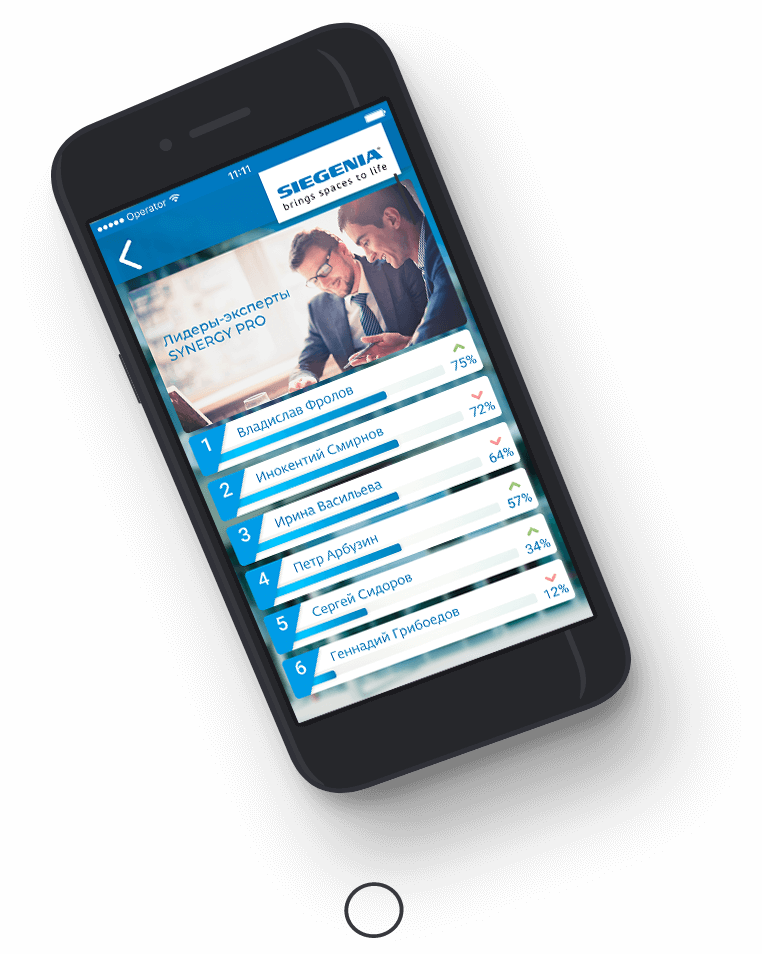 Operator
11:11
SIEGENIA
brings spaces to life
Лидеры-эксперты
SYNERGY PRO
1 Владислав Фролов 75%
2 Инокентий Смирнов 72%
3 Ирина Васильева 64%
4 Петр Арбузин 57%
5 Сергей Сидоров 34%
6 Геннадий Грибоедов 12%